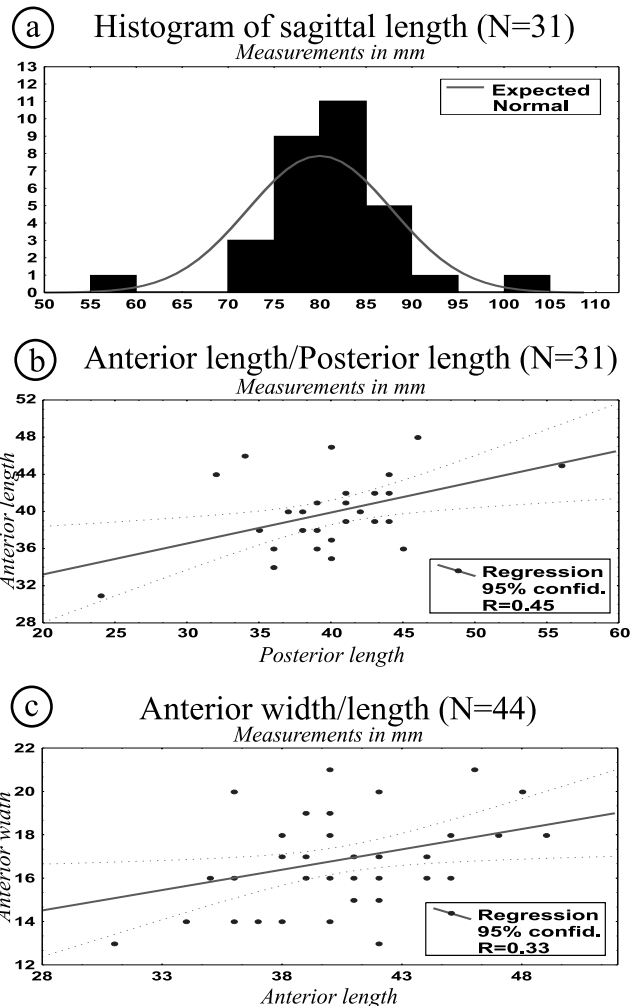 a Histogram of sagittal length (N=31)
Measurements in mm
13
12
11
10
9
8
7
6
5
4
3
2
1
0
Expected
Normal
50 55 60 65 70 75 80 85 90 95 100 105 110
b Anterior length/Posterior length (N=31)
Measurements in mm
52
48
44
40
36
32
28
Anterior length
Regression
95% confid.
R=0.45
20 25 30 35 40 45 50 55 60
Posterior length
c Anterior width/length (N=44)
Measurements in mm
22
20
18
16
14
12
Anterior width
Regression
95% confid.
R=0.33
28 33 38 43 48
Anterior length